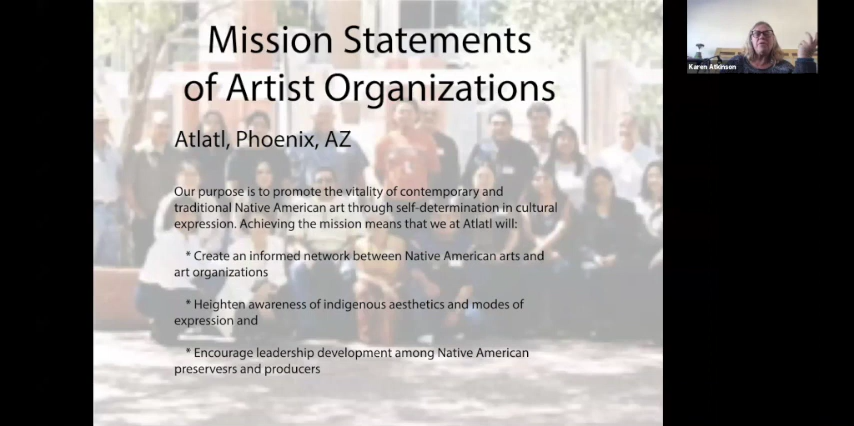 Mission Statements
of Artist Organizations
Atlatl, Phoenix, AZ
Our purpose is to promote the vitality of contemporary and
traditional Native American art through self-determination in cultural
expression. Achieving the mission means that we at Atlatl will:
* Create an informed network between Native American arts and
art organizations
* Heighten awareness of indigenous aesthetics and modes of
expression and
* Encourage leadership development among Native American
preservesrs and producers
Karen Atkinson